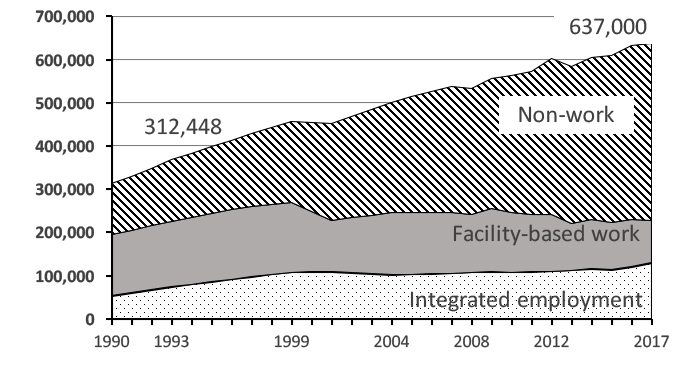 700,000
637,000
600,000
500,000
Non-work
312,448
400,000
300,000
200,000
Facility-based work
100,000
Integrated employment
0
1990 1993 1999 2004 2008 2012 2017